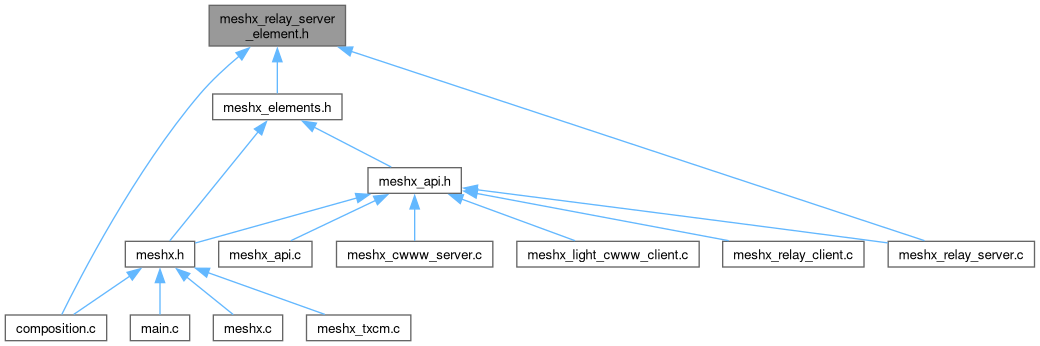 meshx_relay_server
_element.h
meshx_elements.h
meshx_api.h
meshx.h
meshx_api.c
meshx_cwww_server.c
meshx_light_cwww_client.c
meshx_relay_client.c
meshx_relay_server.c
composition.c
main.c
meshx.c
meshx_txcm.c